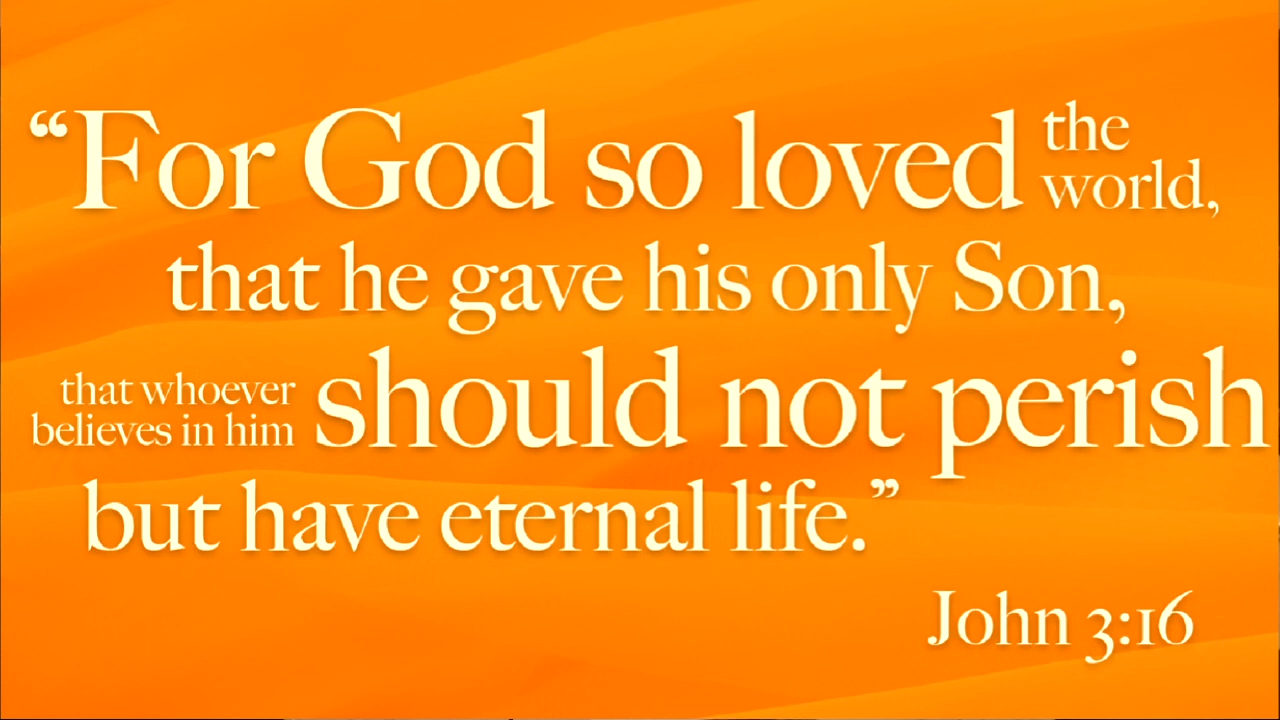 “For God so loved the world,
that he gave his only Son,
that whoever believes in him should not perish
but have eternal life.”
John 3:16